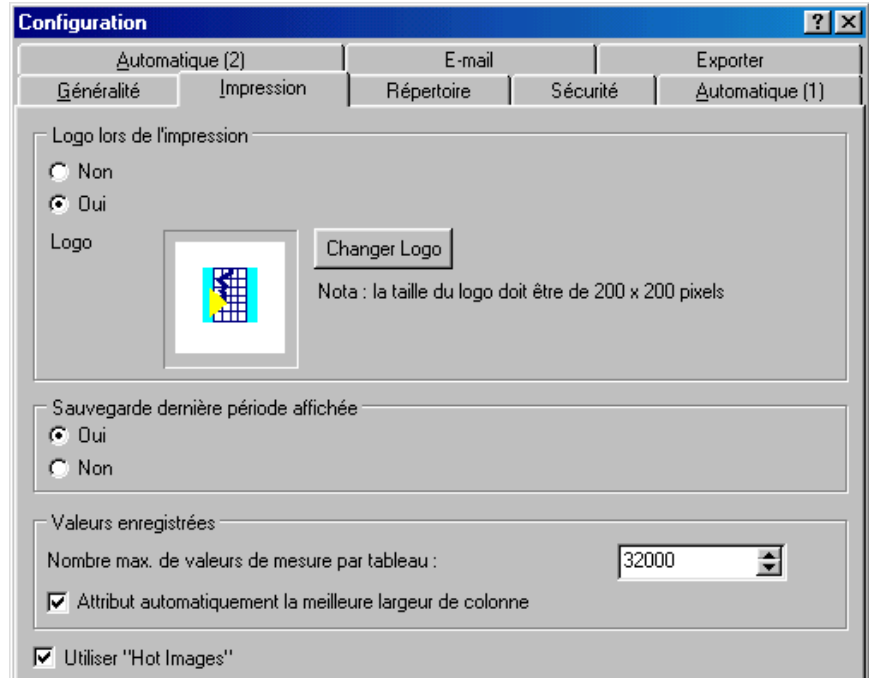 Configuration
Automatique (2) E-mail Exporter
Généralité Impression Répertoire Sécurité Automatique (1)
Logo lors de l'impression
Non
Oui
Logo Changer Logo
Nota : la taille du logo doit être de 200 x 200 pixels
Sauvegarde dernière période affichée
Oui
Non
Valeurs enregistrées
Nombre max. de valeurs de mesure par tableau : 32000
Attribut automatiquement la meilleure largeur de colonne
Utiliser "Hot Images"